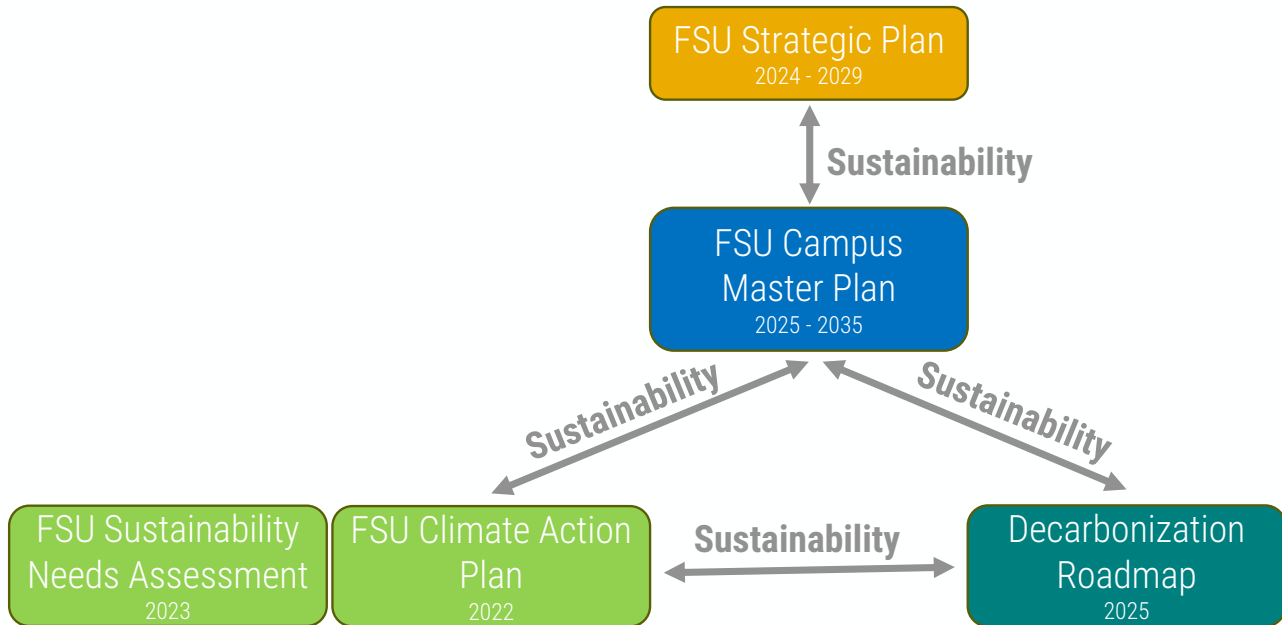 FSU Strategic Plan
2024 - 2029
Sustainability
FSU Campus
Master Plan
2025 - 2035
Sustainability
Sustainability
FSU Sustainability
Needs Assessment
2023
FSU Climate Action
Plan
2022
Sustainability
Decarbonization
Roadmap
2025